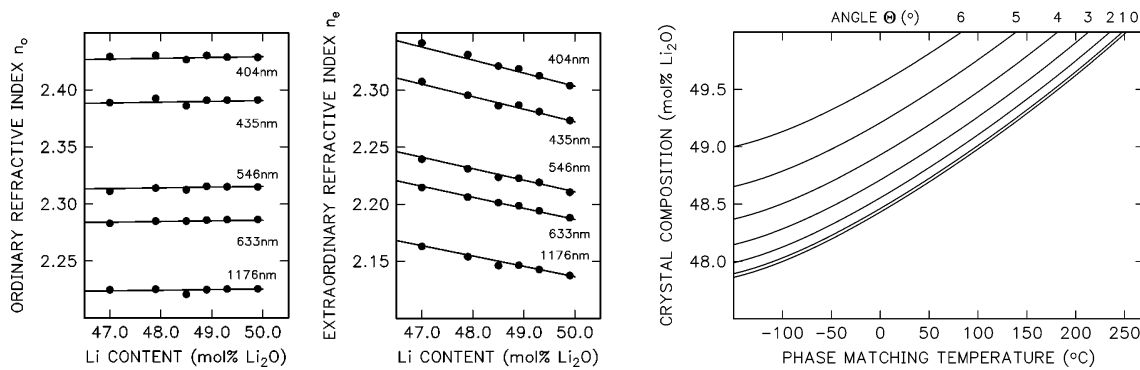 ORDINARY REFRACTIVE INDEX nₒ
2.40
2.35
2.30
2.25
404nm
435nm
546nm
633nm
1176nm
47.0 48.0 49.0 50.0
Li CONTENT (mol% Li₂O)
EXTRAORDINARY REFRACTIVE INDEX nₑ
2.30
2.25
2.20
2.15
404nm
435nm
546nm
633nm
1176nm
47.0 48.0 49.0 50.0
Li CONTENT (mol% Li₂O)
ANGLE Θ (°) 6 5 4 3 2 1 0
CRYSTAL COMPOSITION (mol% Li₂O)
49.5
49.0
48.5
48.0
-100 -50 0 50 100 150 200 250
PHASE MATCHING TEMPERATURE (°C)